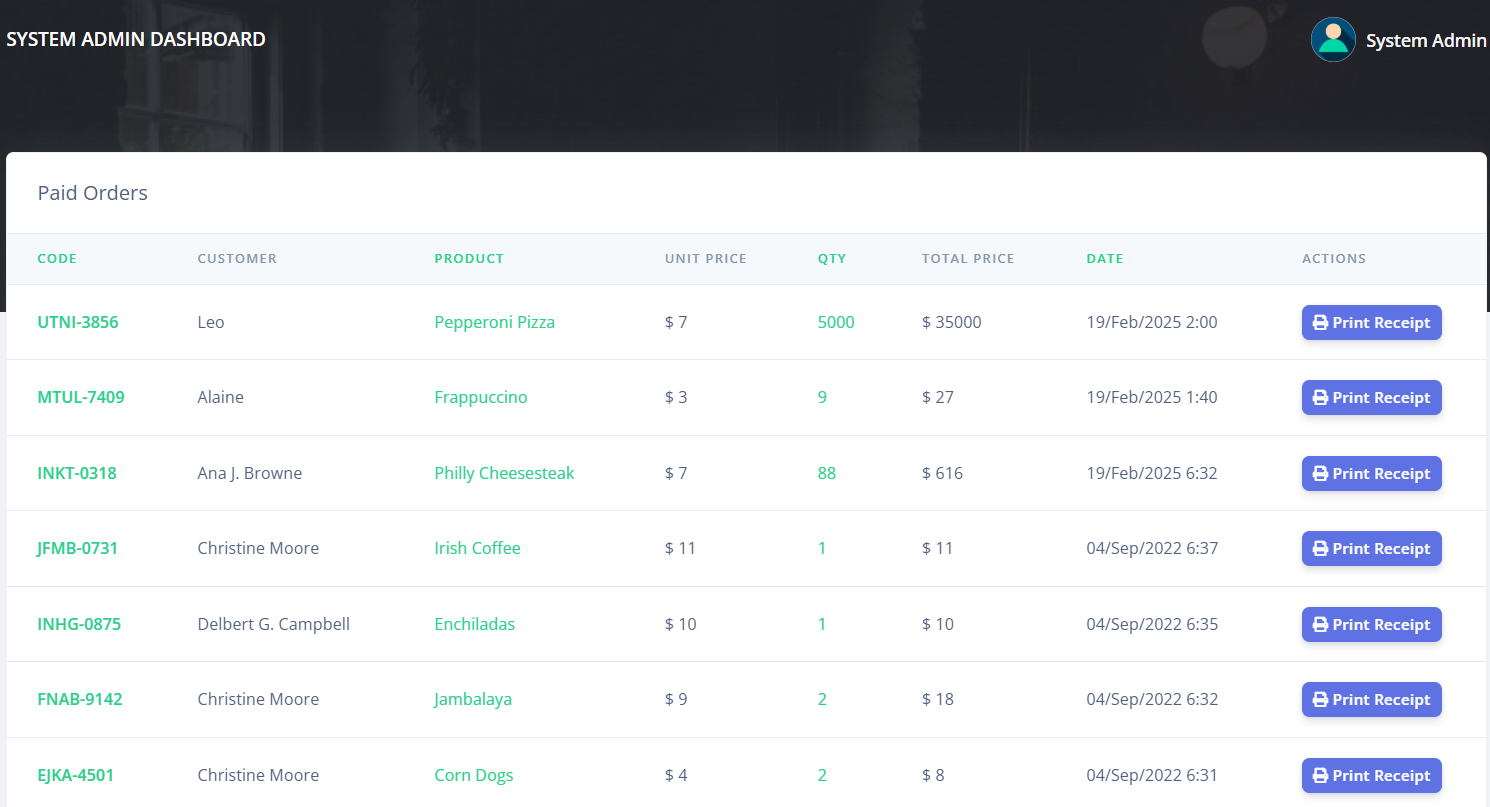 SYSTEM ADMIN DASHBOARD System Admin
Paid Orders
CODE CUSTOMER PRODUCT UNIT PRICE QTY TOTAL PRICE DATE ACTIONS
UTNI-3856 Leo Pepperoni Pizza $ 7 5000 $ 35000 19/Feb/2025 2:00 Print Receipt
MTUL-7409 Alaine Frappuccino $ 3 9 $ 27 19/Feb/2025 1:40 Print Receipt
INKT-0318 Ana J. Browne Philly Cheesesteak $ 7 88 $ 616 19/Feb/2025 6:32 Print Receipt
JFMB-0731 Christine Moore Irish Coffee $ 11 1 $ 11 04/Sep/2022 6:37 Print Receipt
INHG-0875 Delbert G. Campbell Enchiladas $ 10 1 $ 10 04/Sep/2022 6:35 Print Receipt
FNAB-9142 Christine Moore Jambalaya $ 9 2 $ 18 04/Sep/2022 6:32 Print Receipt
EJKA-4501 Christine Moore Corn Dogs $ 4 2 $ 8 04/Sep/2022 6:31 Print Receipt